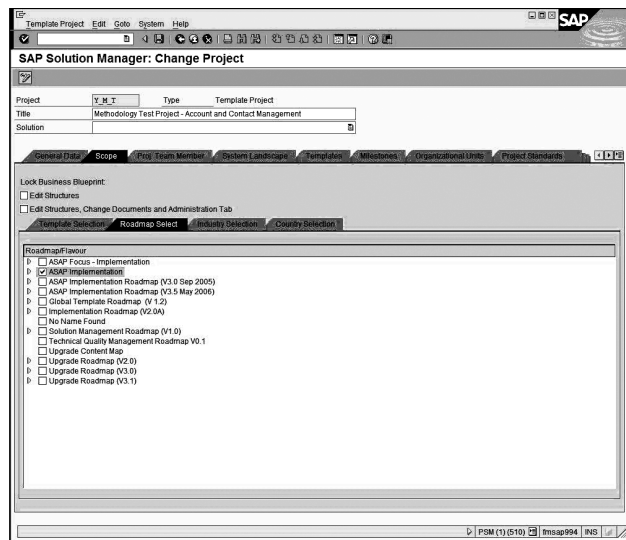 Template Project Edit Goto System Help
SAP
SAP Solution Manager: Change Project
Project Y_M_T Type Template Project
Title Methodology Test Project - Account and Contact Management
Solution
General Data Scope Proj. Team Member System Landscape Templates Milestones Organizational Units Project Standards
Lock Business Blueprint:
Edit Structures
Edit Structures, Change Documents and Administration Tab
Template Selection Roadmap Select Industry Selection Country Selection
Roadmap/Flavour
ASAP Focus - Implementation
ASAP Implementation
ASAP Implementation Roadmap (V3.0 Sep 2005)
ASAP Implementation Roadmap (V3.5 May 2006)
Global Template Roadmap (V 1.2)
Implementation Roadmap (V2.0A)
No Name Found
Solution Management Roadmap (V1.0)
Technical Quality Management Roadmap V0.1
Upgrade Content Map
Upgrade Roadmap (V2.0)
Upgrade Roadmap (V3.0)
Upgrade Roadmap (V3.1)
PSM (1) (510) fmsap994 INS